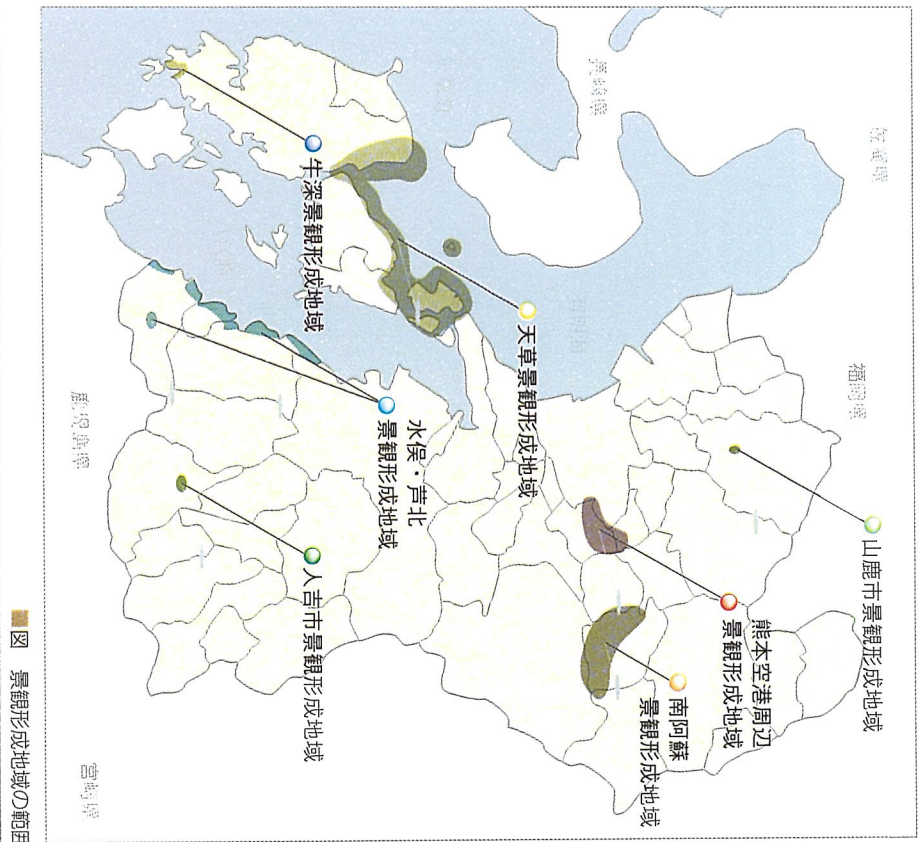 佐賀県
長崎県
福岡県
山鹿市景観形成地域
熊本空港周辺
景観形成地域
南阿蘇
景観形成地域
天草景観形成地域
水俣・芦北
景観形成地域
牛深景観形成地域
人吉市景観形成地域
鹿児島県
宮崎県
図 景観形成地域の範囲